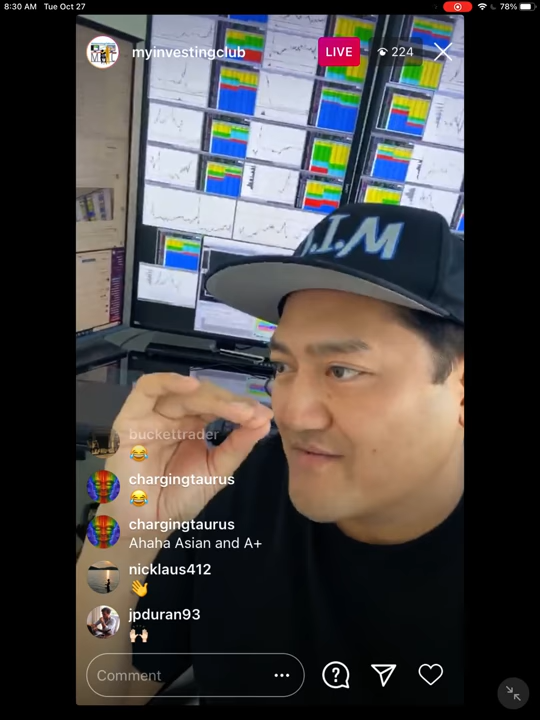 8:30 AM Tue Oct 27
78%
myinvestingclub
LIVE
224
M.I.C
buckettrader
😂
chargingtaurus
😂
chargingtaurus
Ahaha Asian and A+
nicklaus412
👋
jpduran93
🙌🏻
Comment